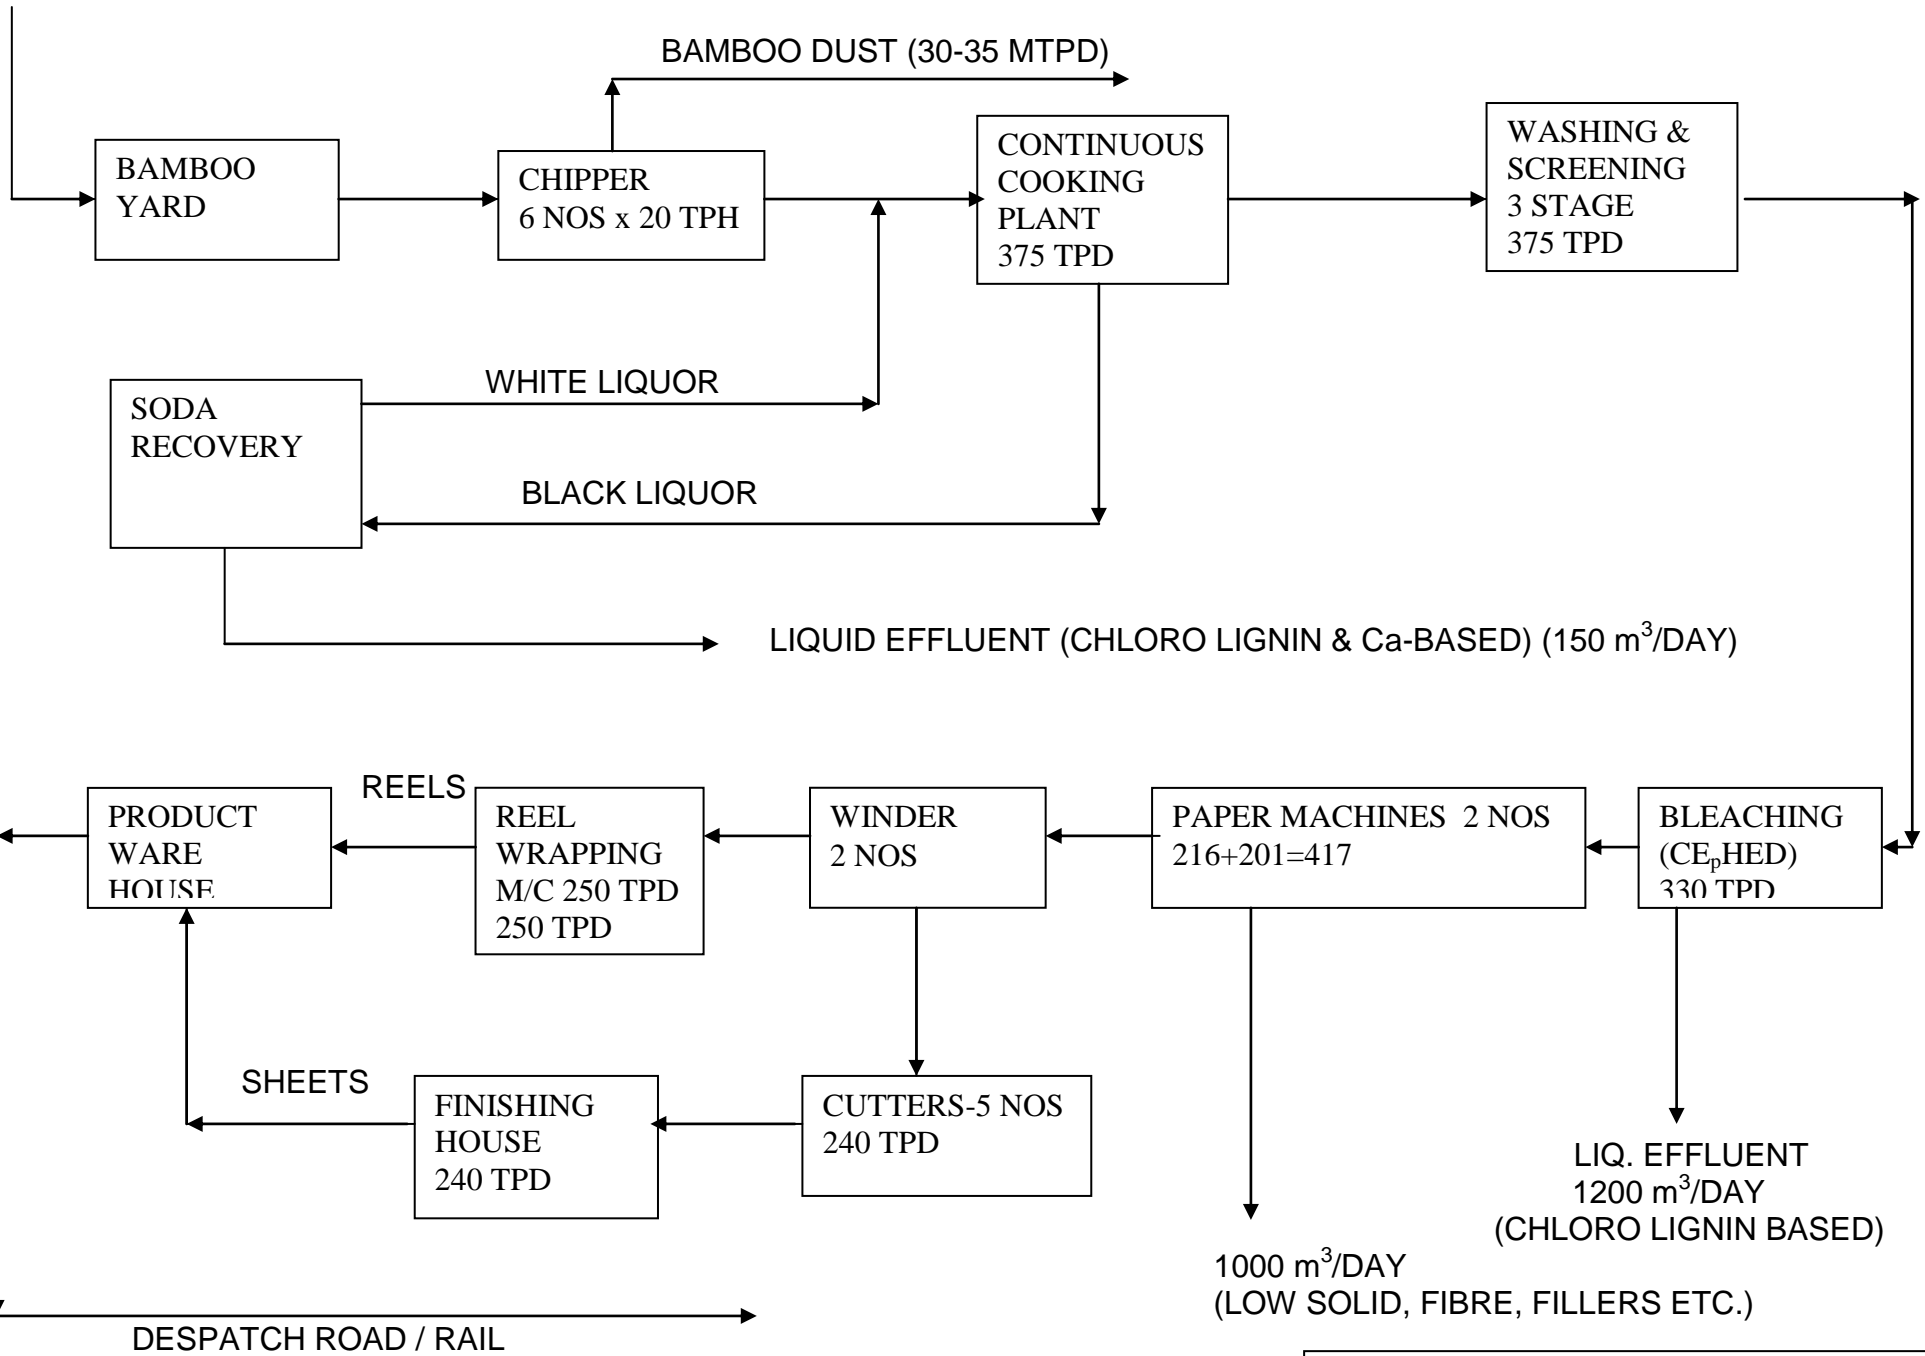 BAMBOO DUST (30-35 MTPD)
BAMBOO
YARD
CHIPPER
6 NOS x 20 TPH
CONTINUOUS
COOKING
PLANT
375 TPD
WASHING &
SCREENING
3 STAGE
375 TPD
WHITE LIQUOR
SODA
RECOVERY
BLACK LIQUOR
LIQUID EFFLUENT (CHLORO LIGNIN & Ca-BASED) (150 m³/DAY)
PRODUCT
WARE
HOUSE
REELS
REEL
WRAPPING
M/C 250 TPD
250 TPD
WINDER
2 NOS
PAPER MACHINES  2 NOS
216+201=417
BLEACHING
(CEₚHED)
330 TPD
SHEETS
FINISHING
HOUSE
240 TPD
CUTTERS-5 NOS
240 TPD
LIQ. EFFLUENT
1200 m³/DAY
(CHLORO LIGNIN BASED)
1000 m³/DAY
(LOW SOLID, FIBRE, FILLERS ETC.)
DESPATCH ROAD / RAIL